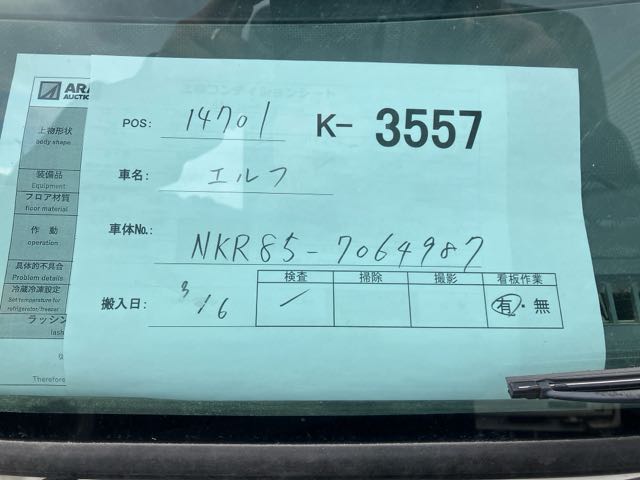 ARA
AUCTION
上物形状
body shape
装備品
Equipment
フロア材質
floor material
作 動
operation
具体的不具合
Problem details
冷蔵冷凍設定
Set temperature for
refrigerator/freezer
ラッシン
lash
Therefore
POS: 14701 K- 3557
車名: エルフ
車体No.: NKR85-7064987
検査 掃除 撮影 看板作業
搬入日: 3/16 有・無